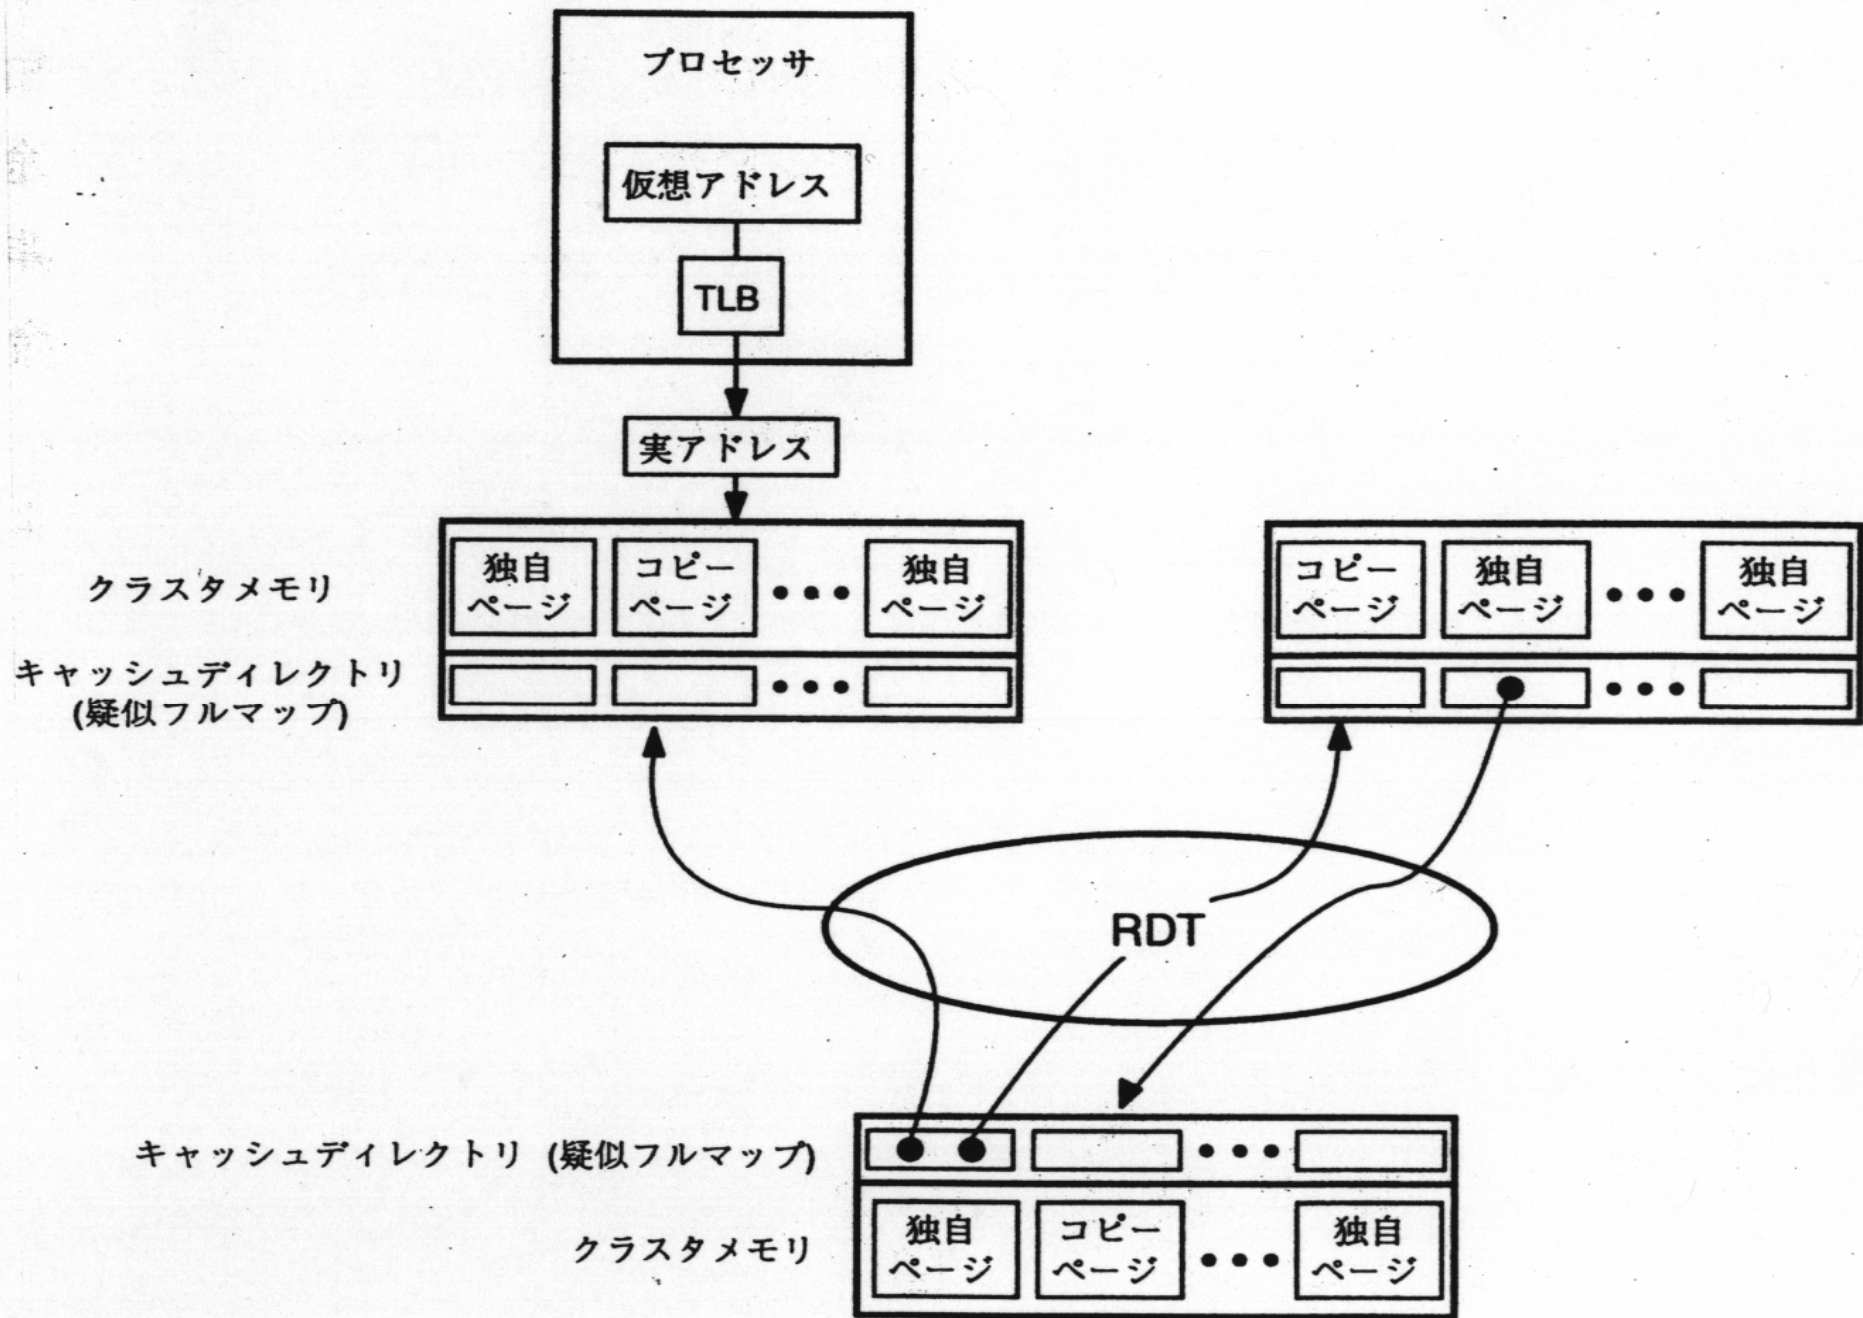 プロセッサ
仮想アドレス
TLB
実アドレス
クラスタメモリ
独自
ページ
コピー
ページ
•••
独自
ページ
コピー
ページ
独自
ページ
•••
独自
ページ
キャッシュディレクトリ
(疑似フルマップ)
•••
•••
RDT
キャッシュディレクトリ (疑似フルマップ)
•••
クラスタメモリ
独自
ページ
コピー
ページ
•••
独自
ページ